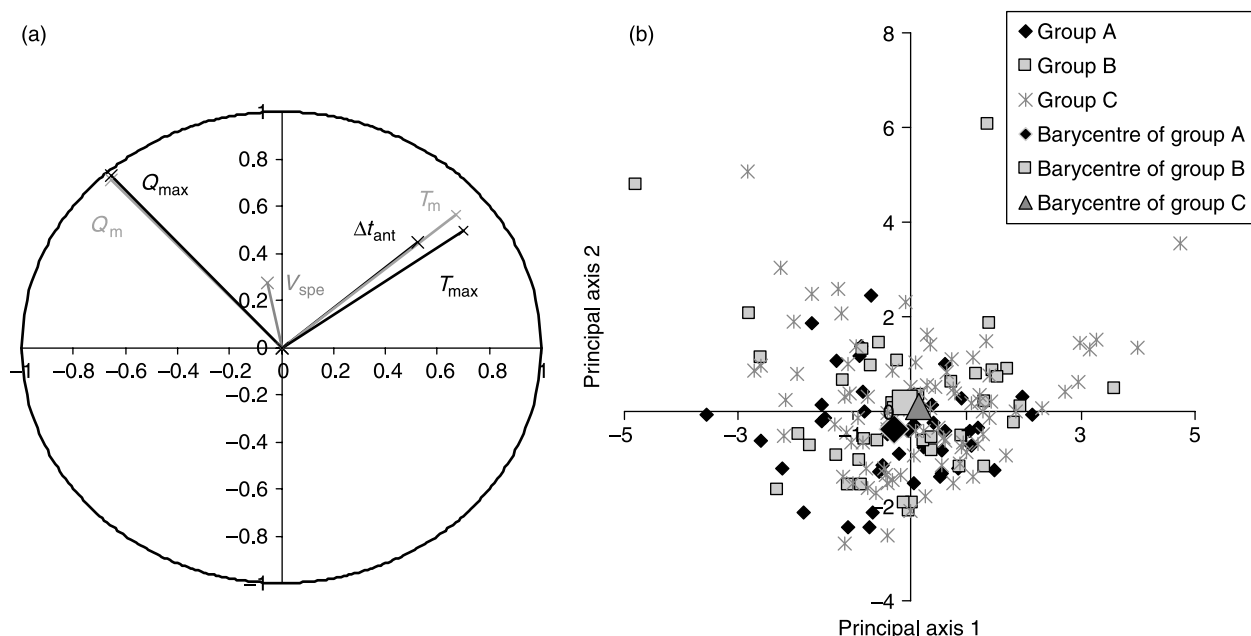 (a)
1
0.8
0.6
0.4
0.2
0
−0.2
−0.4
−0.6
−0.8
−1
−1 −0.8 −0.6 −0.4 −0.2 0 0.2 0.4 0.6 0.8 1
Qmax
Qm
Vspe
Δtant
Tm
Tmax
(b)
Group A
Group B
Group C
Barycentre of group A
Barycentre of group B
Barycentre of group C
8
6
4
2
0
−2
−4
−5 −3 −1 1 3 5
Principal axis 2
Principal axis 1